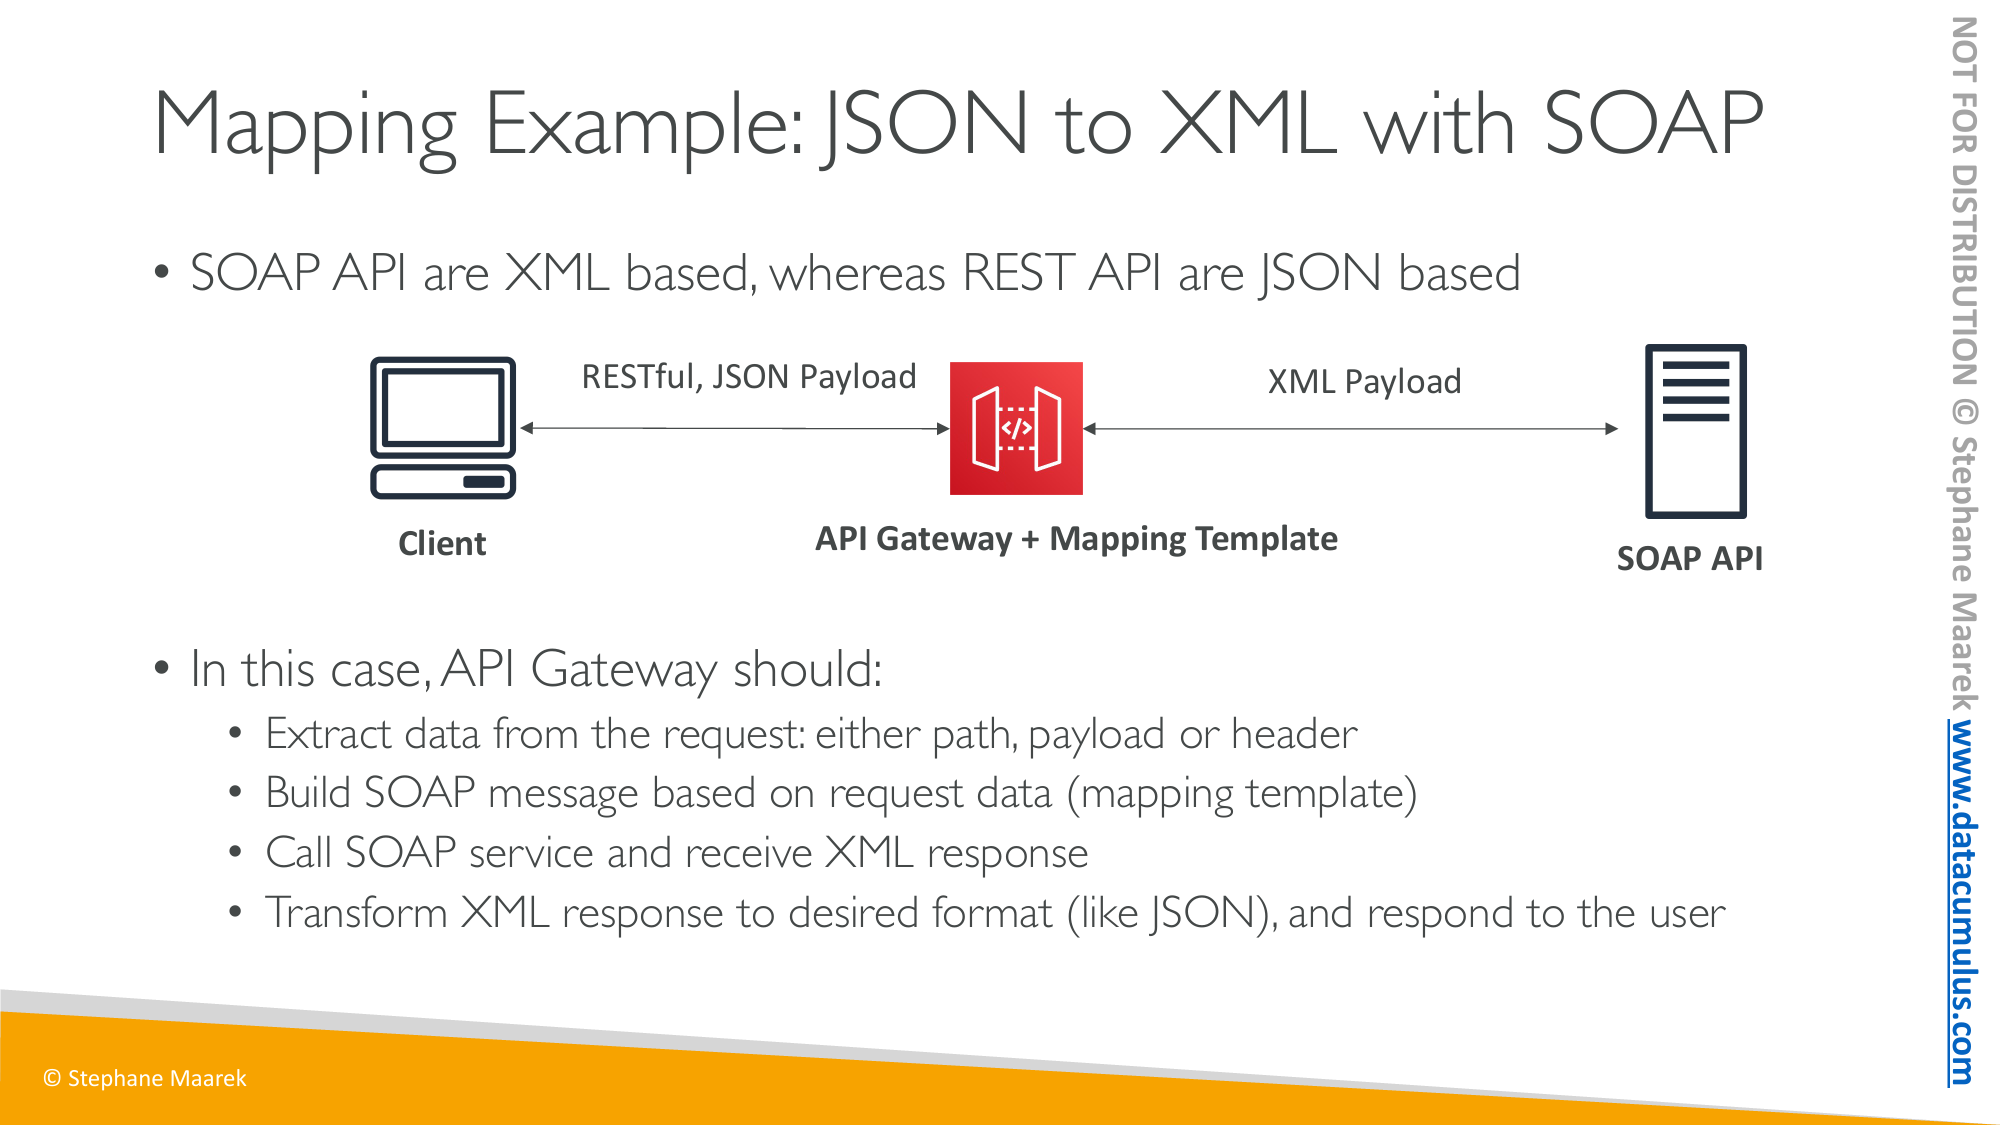 Mapping Example: JSON to XML with SOAP
• SOAP API are XML based, whereas REST API are JSON based
RESTful, JSON Payload
XML Payload
Client
API Gateway + Mapping Template
SOAP API
• In this case, API Gateway should:
• Extract data from the request: either path, payload or header
• Build SOAP message based on request data (mapping template)
• Call SOAP service and receive XML response
• Transform XML response to desired format (like JSON), and respond to the user
© Stephane Maarek
NOT FOR DISTRIBUTION © Stephane Maarek www.datacumulus.com